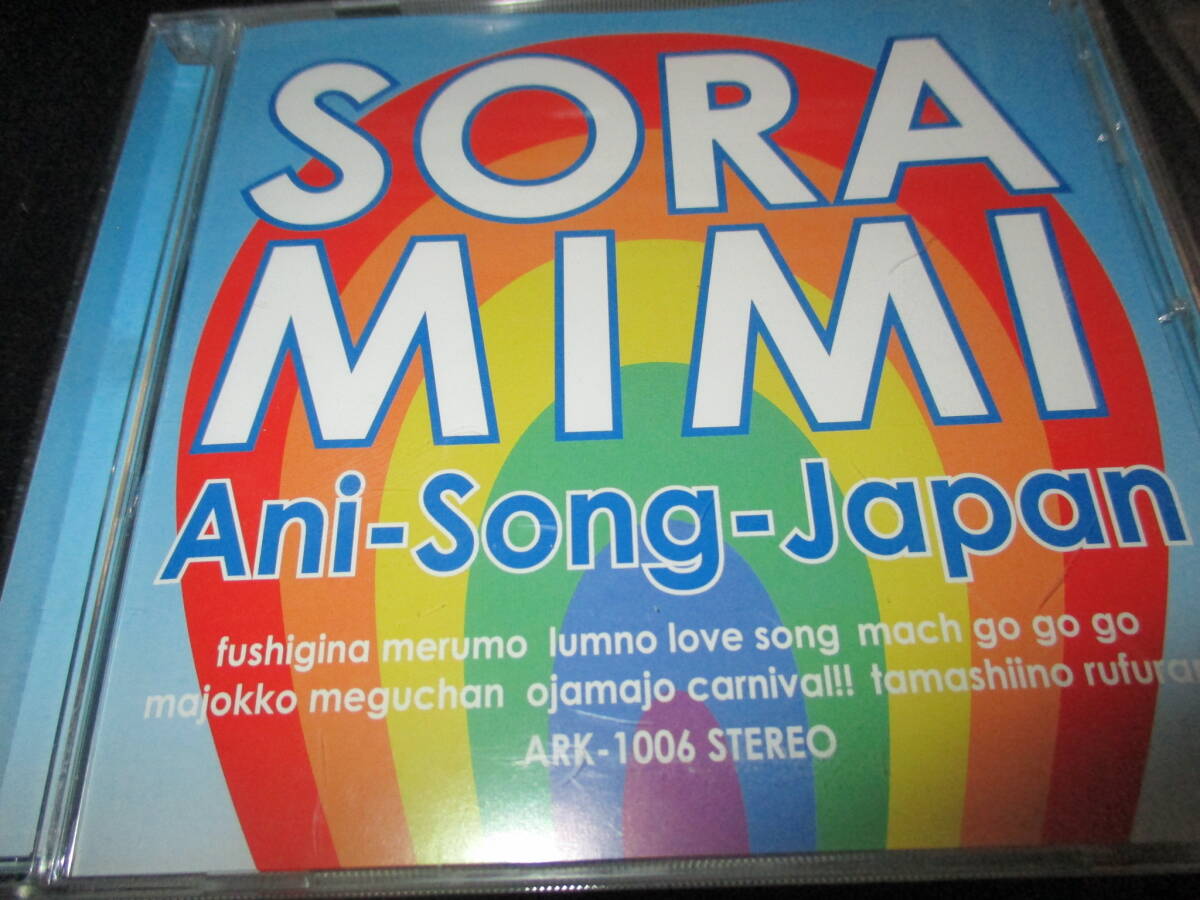 SORA
MIMI
Ani-Song-Japan
fushigina merumo lumno love song mach go go go
majokko meguchan ojamajo carnival!! tamashiino rufuran
ARK-1006 STEREO